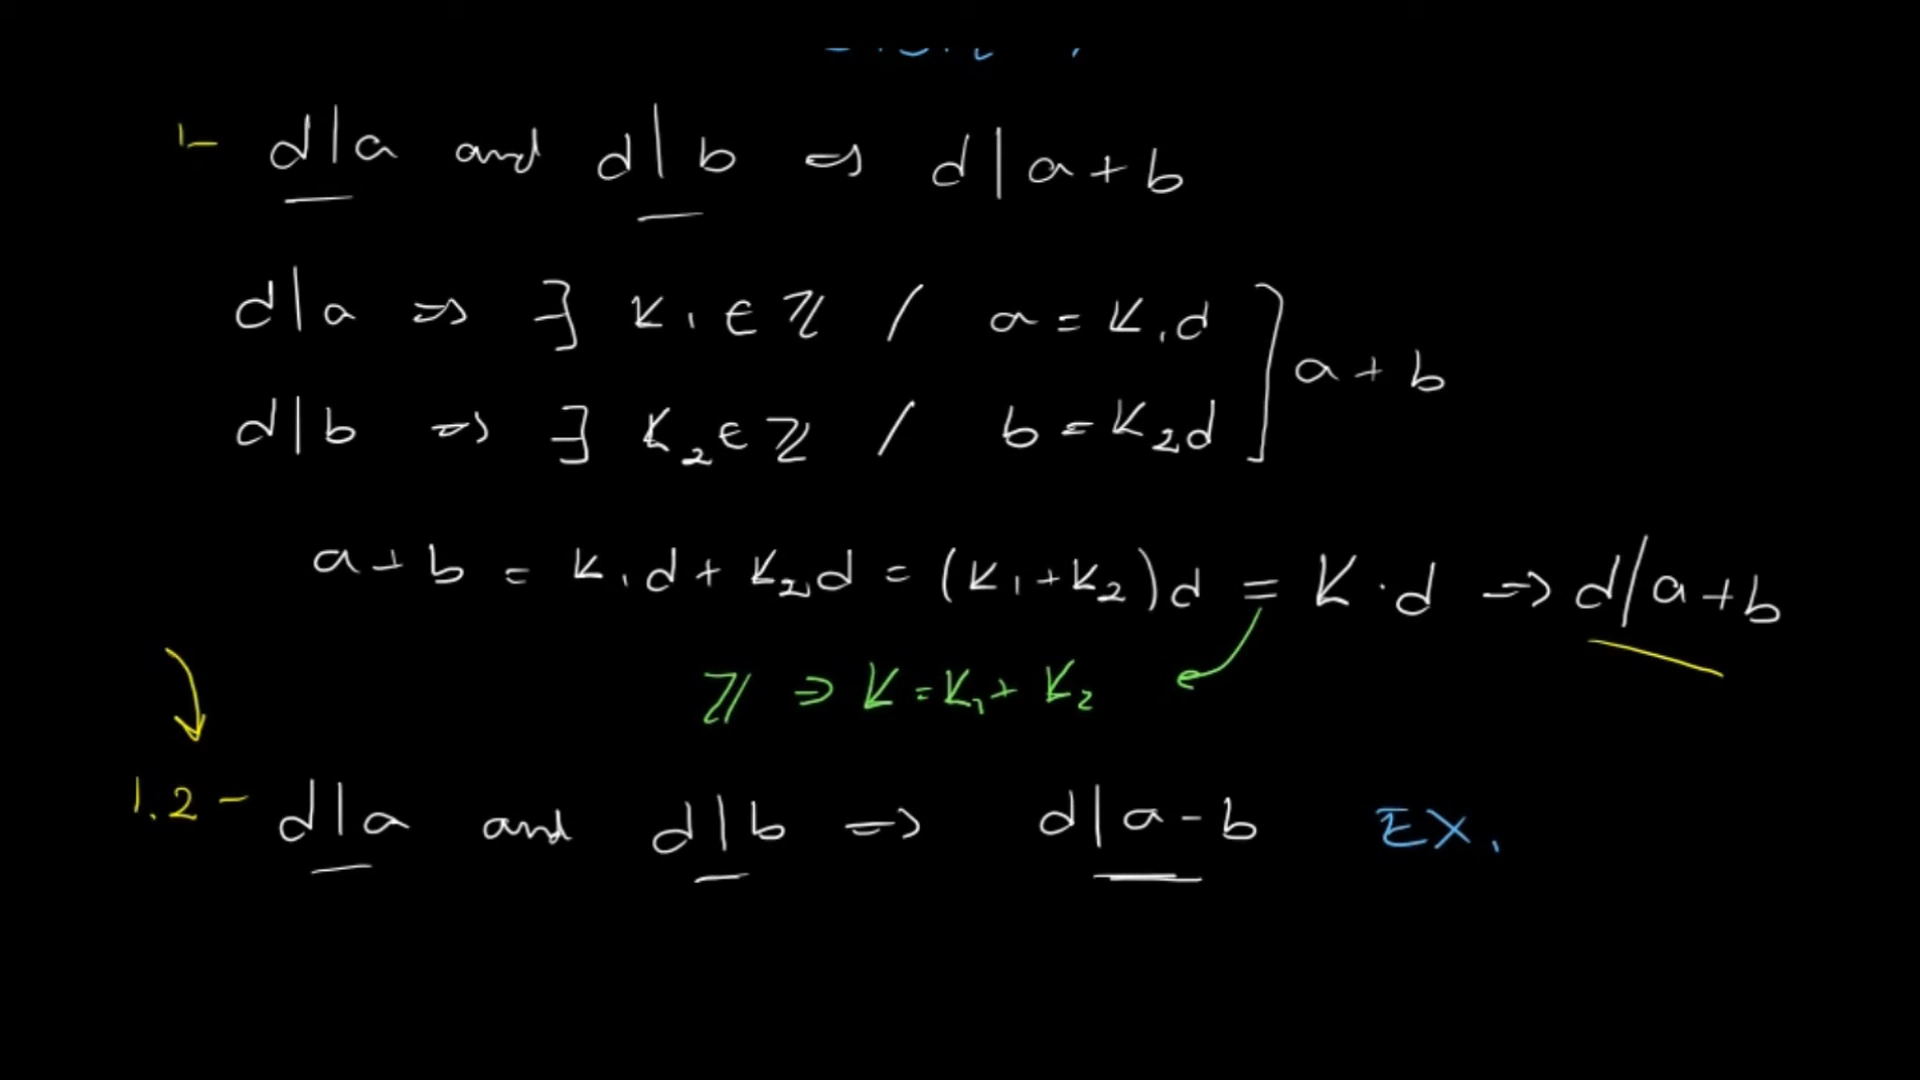 1- d|a and d|b ⇒ d|a+b
d|a ⇒ ∃ K₁ ∈ ℤ / a = K₁d ] a + b
d|b ⇒ ∃ K₂ ∈ ℤ / b = K₂d
a+b = K₁d + K₂d = (K₁+K₂)d = K·d ⇒ d/a+b
ℤ ⇒ K = K₁ + K₂
1.2 - d|a and d|b ⇒ d|a-b EX.